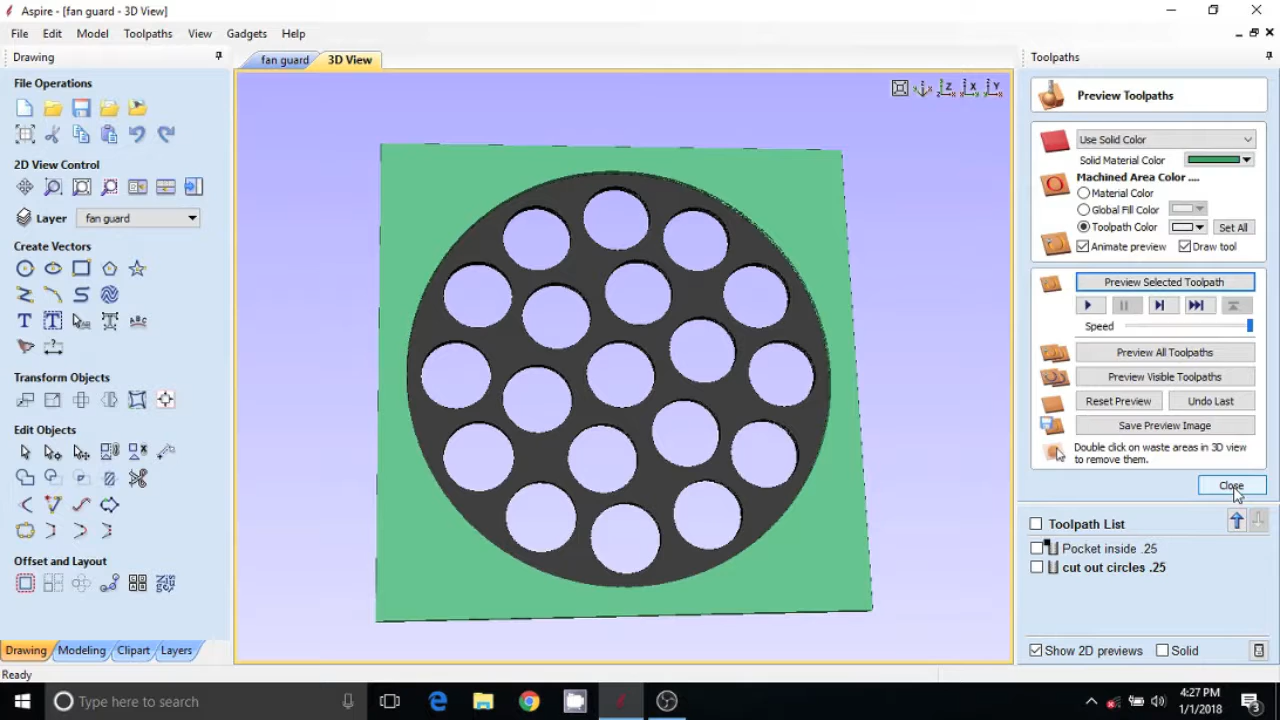 Aspire - [fan guard - 3D View]
File Edit Model Toolpaths View Gadgets Help
Drawing
File Operations
2D View Control
Layer fan guard
Create Vectors
Transform Objects
Edit Objects
Offset and Layout
Drawing Modeling Clipart Layers
Ready
fan guard 3D View
Z X Y
Toolpaths
Preview Toolpaths
Use Solid Color
Solid Material Color
Machined Area Color ....
Material Color
Global Fill Color
Toolpath Color Set All
Animate preview Draw tool
Preview Selected Toolpath
Speed
Preview All Toolpaths
Preview Visible Toolpaths
Reset Preview Undo Last
Save Preview Image
Double click on waste areas in 3D view
to remove them.
Close
Toolpath List
Pocket inside .25
cut out circles .25
Show 2D previews Solid
Type here to search
4:27 PM
1/1/2018
3